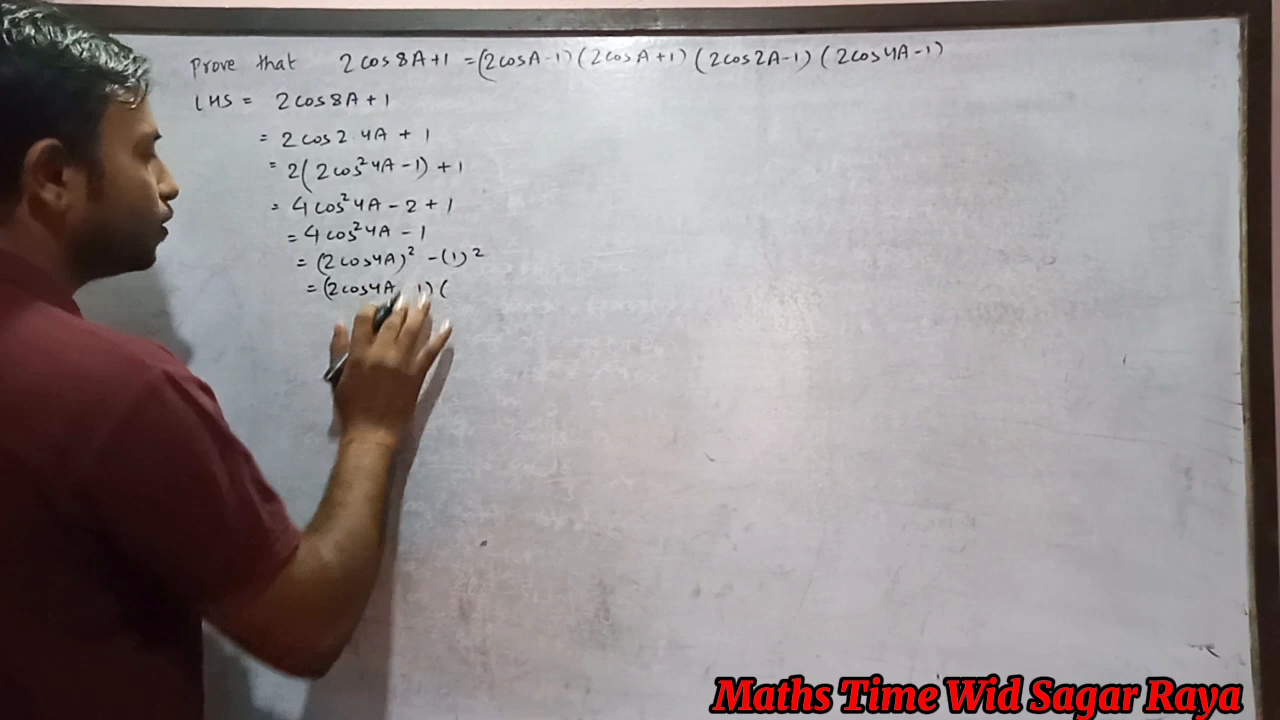 Prove that 2cos8A+1 = (2cosA-1)(2cosA+1)(2cos2A-1)(2cos4A-1)
LHS = 2cos8A+1
= 2cos2.4A + 1
= 2(2cos²4A-1)+1
= 4cos²4A-2+1
= 4cos²4A-1
= (2cos4A)²-(1)²
= (2cos4A 1)(
Maths Time Wid Sagar Raya